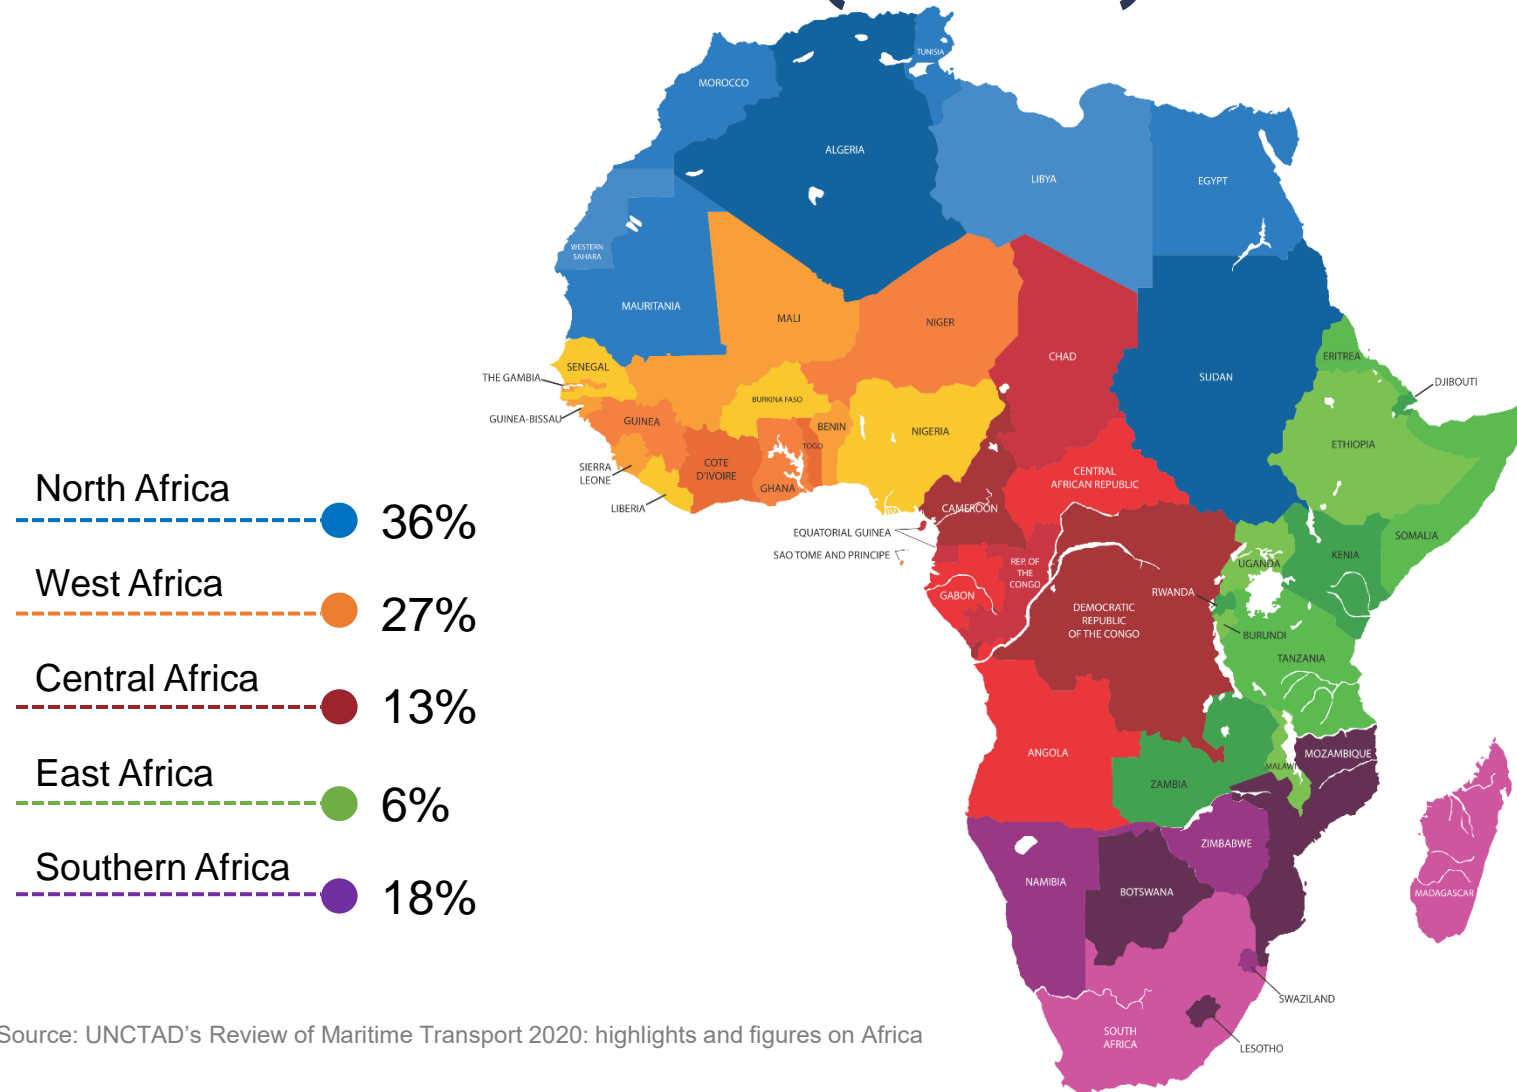 North Africa
36%
West Africa
27%
Central Africa
13%
East Africa
6%
Southern Africa
18%
TUNISIA
MOROCCO
ALGERIA
LIBYA
EGYPT
WESTERN
SAHARA
MAURITANIA
MALI
NIGER
CHAD
SUDAN
ERITREA
DJIBOUTI
SENEGAL
THE GAMBIA
GUINEA-BISSAU
GUINEA
BURKINA FASO
BENIN
NIGERIA
ETHIOPIA
SIERRA
LEONE
COTE
D'IVOIRE
TOGO
GHANA
LIBERIA
CENTRAL
AFRICAN REPUBLIC
CAMEROON
EQUATORIAL GUINEA
SAO TOME AND PRINCIPE
SOMALIA
KENIA
UGANDA
REP. OF
THE
CONGO
GABON
RWANDA
DEMOCRATIC
REPUBLIC
OF THE CONGO
BURUNDI
TANZANIA
ANGOLA
ZAMBIA
MALAWI
MOZAMBIQUE
ZIMBABWE
NAMIBIA
BOTSWANA
MADAGASCAR
SWAZILAND
SOUTH
AFRICA
LESOTHO
Source: UNCTAD's Review of Maritime Transport 2020: highlights and figures on Africa